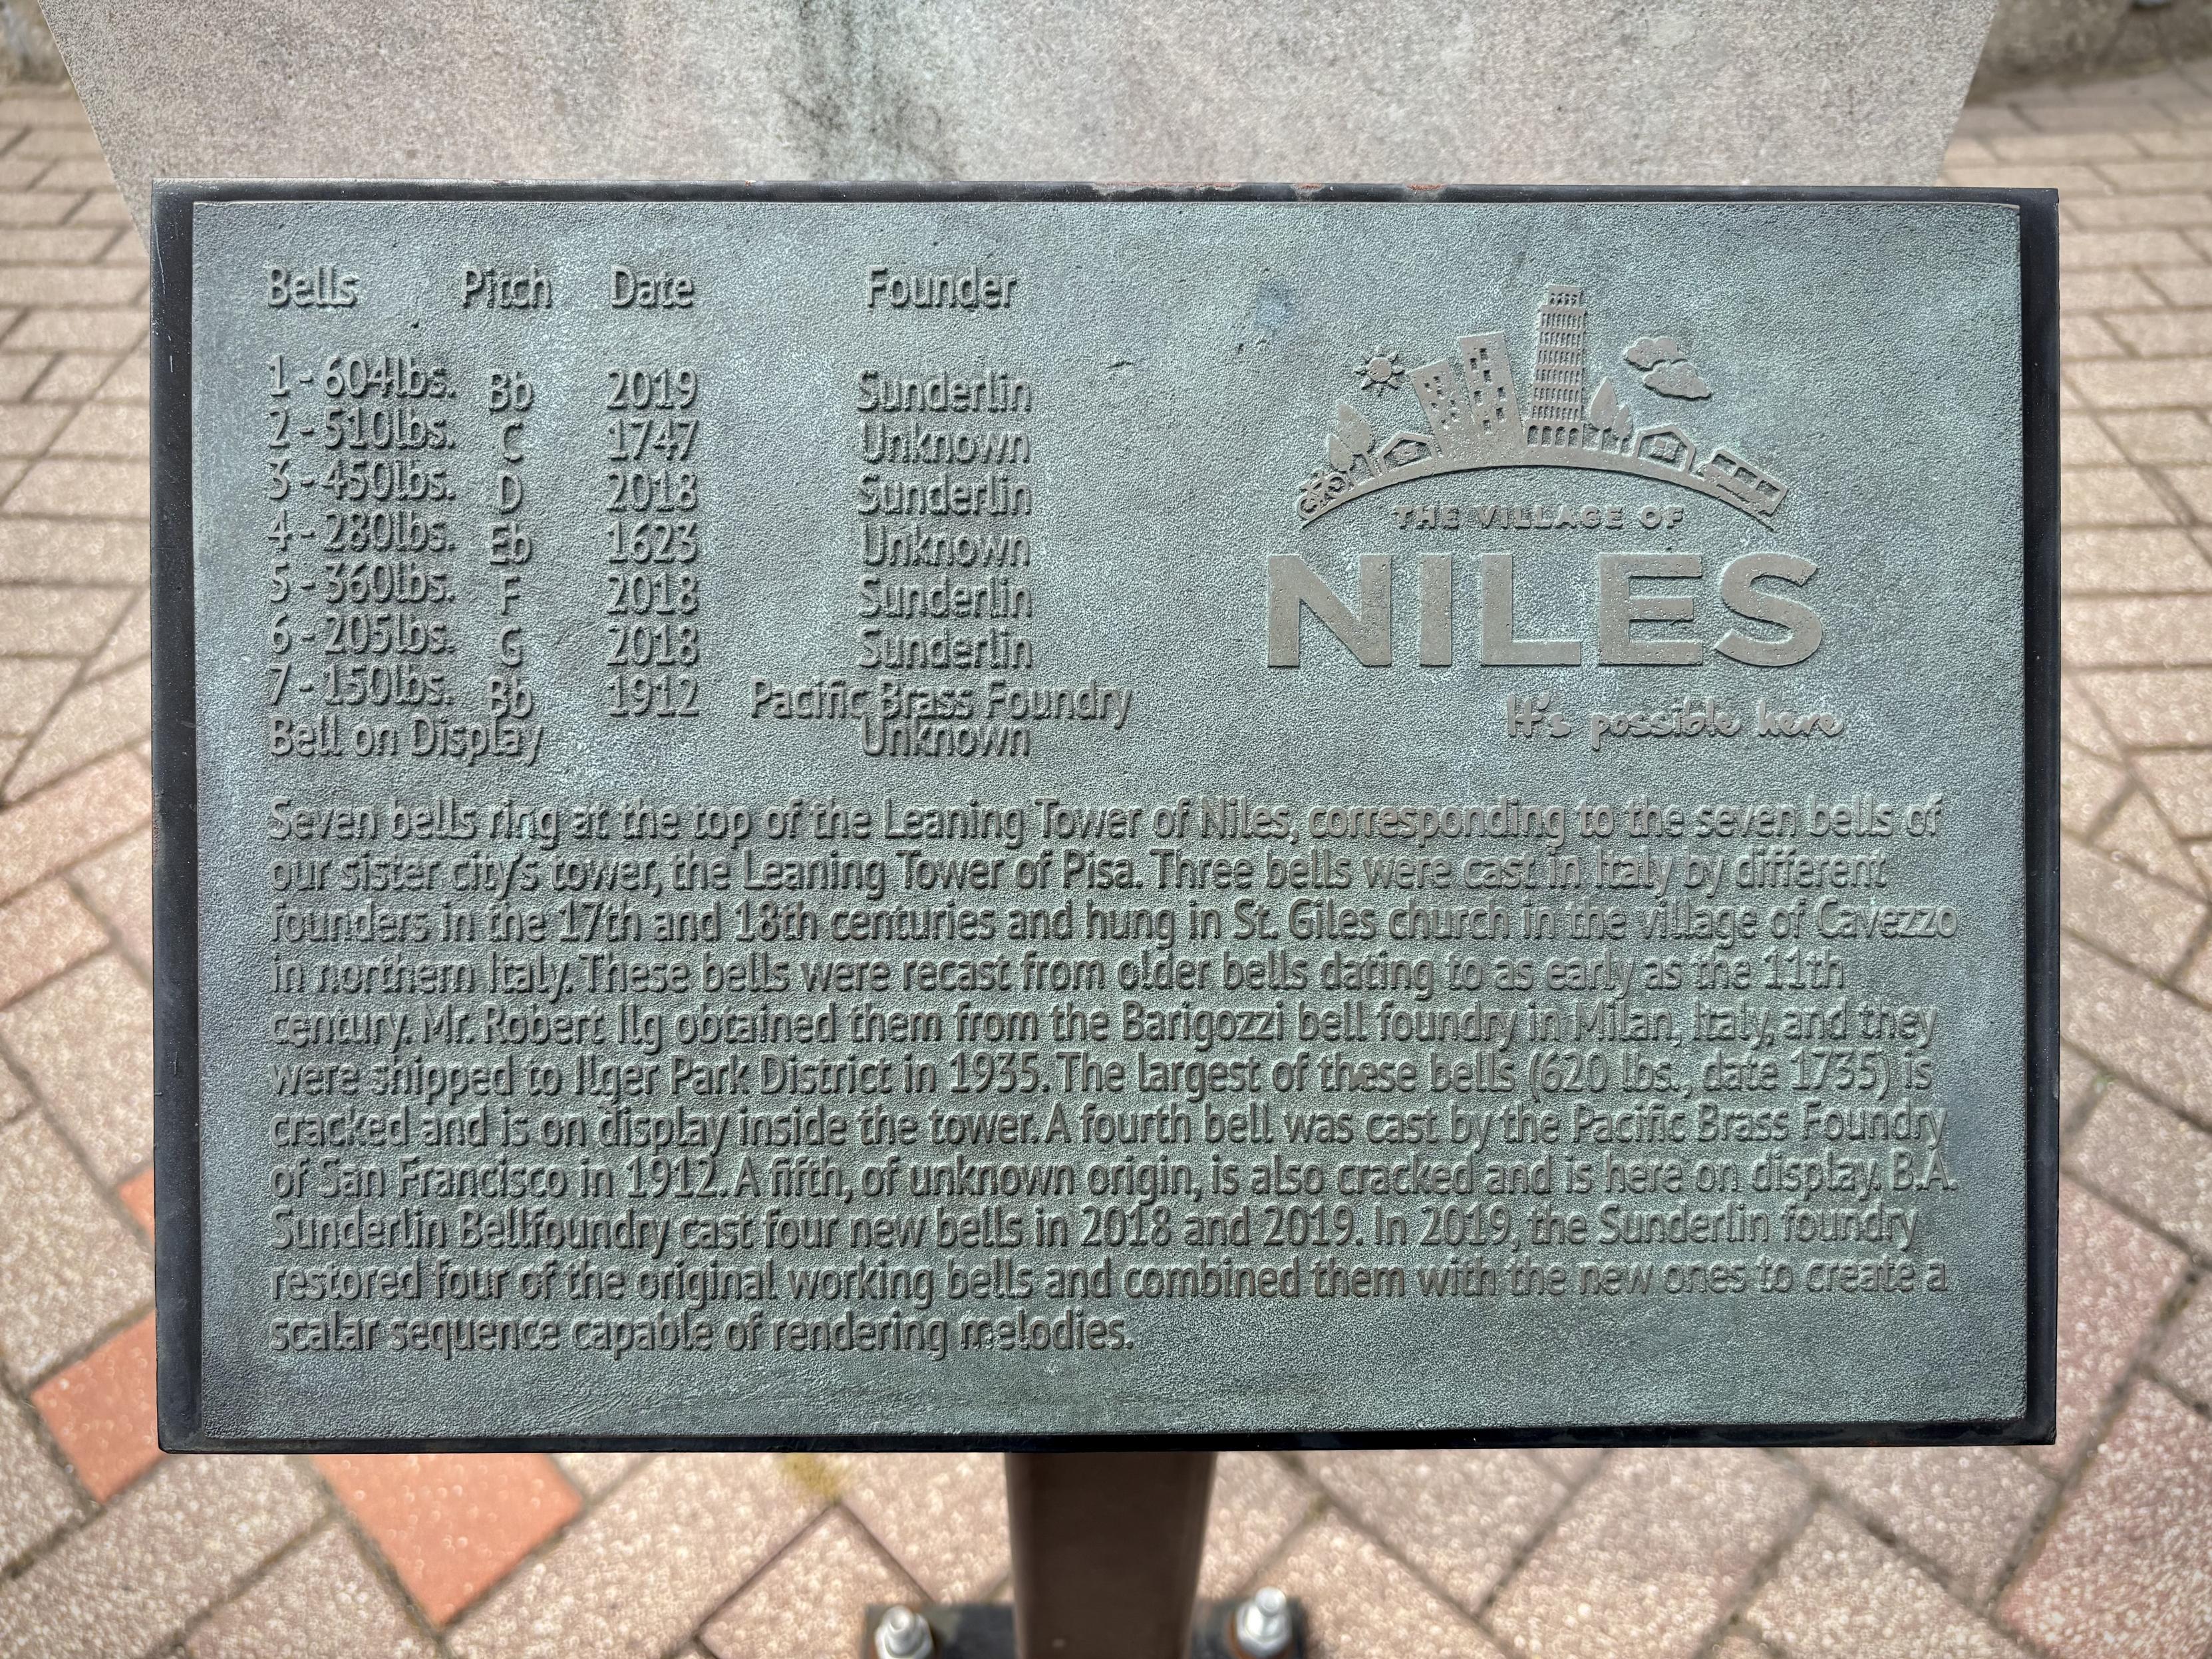 Bells Pitch Date Founder
1 - 604lbs. Bb 2019 Sunderlin
2 - 510lbs. C 1747 Unknown
3 - 450lbs. D 2018 Sunderlin
4 - 280lbs. Eb 1623 Unknown
5 - 360lbs. F 2018 Sunderlin
6 - 205lbs. G 2018 Sunderlin
7 - 150lbs. Bb 1912 Pacific Brass Foundry
Bell on Display Unknown
THE VILLAGE OF
NILES
It's possible here
Seven bells ring at the top of the Leaning Tower of Niles, corresponding to the seven bells of
our sister city's tower, the Leaning Tower of Pisa. Three bells were cast in Italy by different
founders in the 17th and 18th centuries and hung in St. Giles church in the village of Cavezzo
in northern Italy. These bells were recast from older bells dating to as early as the 11th
century. Mr. Robert Ilg obtained them from the Barigozzi bell foundry in Milan, Italy, and they
were shipped to Ilger Park District in 1935. The largest of these bells (620 lbs., date 1735) is
cracked and is on display inside the tower. A fourth bell was cast by the Pacific Brass Foundry
of San Francisco in 1912. A fifth, of unknown origin, is also cracked and is here on display. B.A.
Sunderlin Bellfoundry cast four new bells in 2018 and 2019. In 2019, the Sunderlin foundry
restored four of the original working bells and combined them with the new ones to create a
scalar sequence capable of rendering melodies.